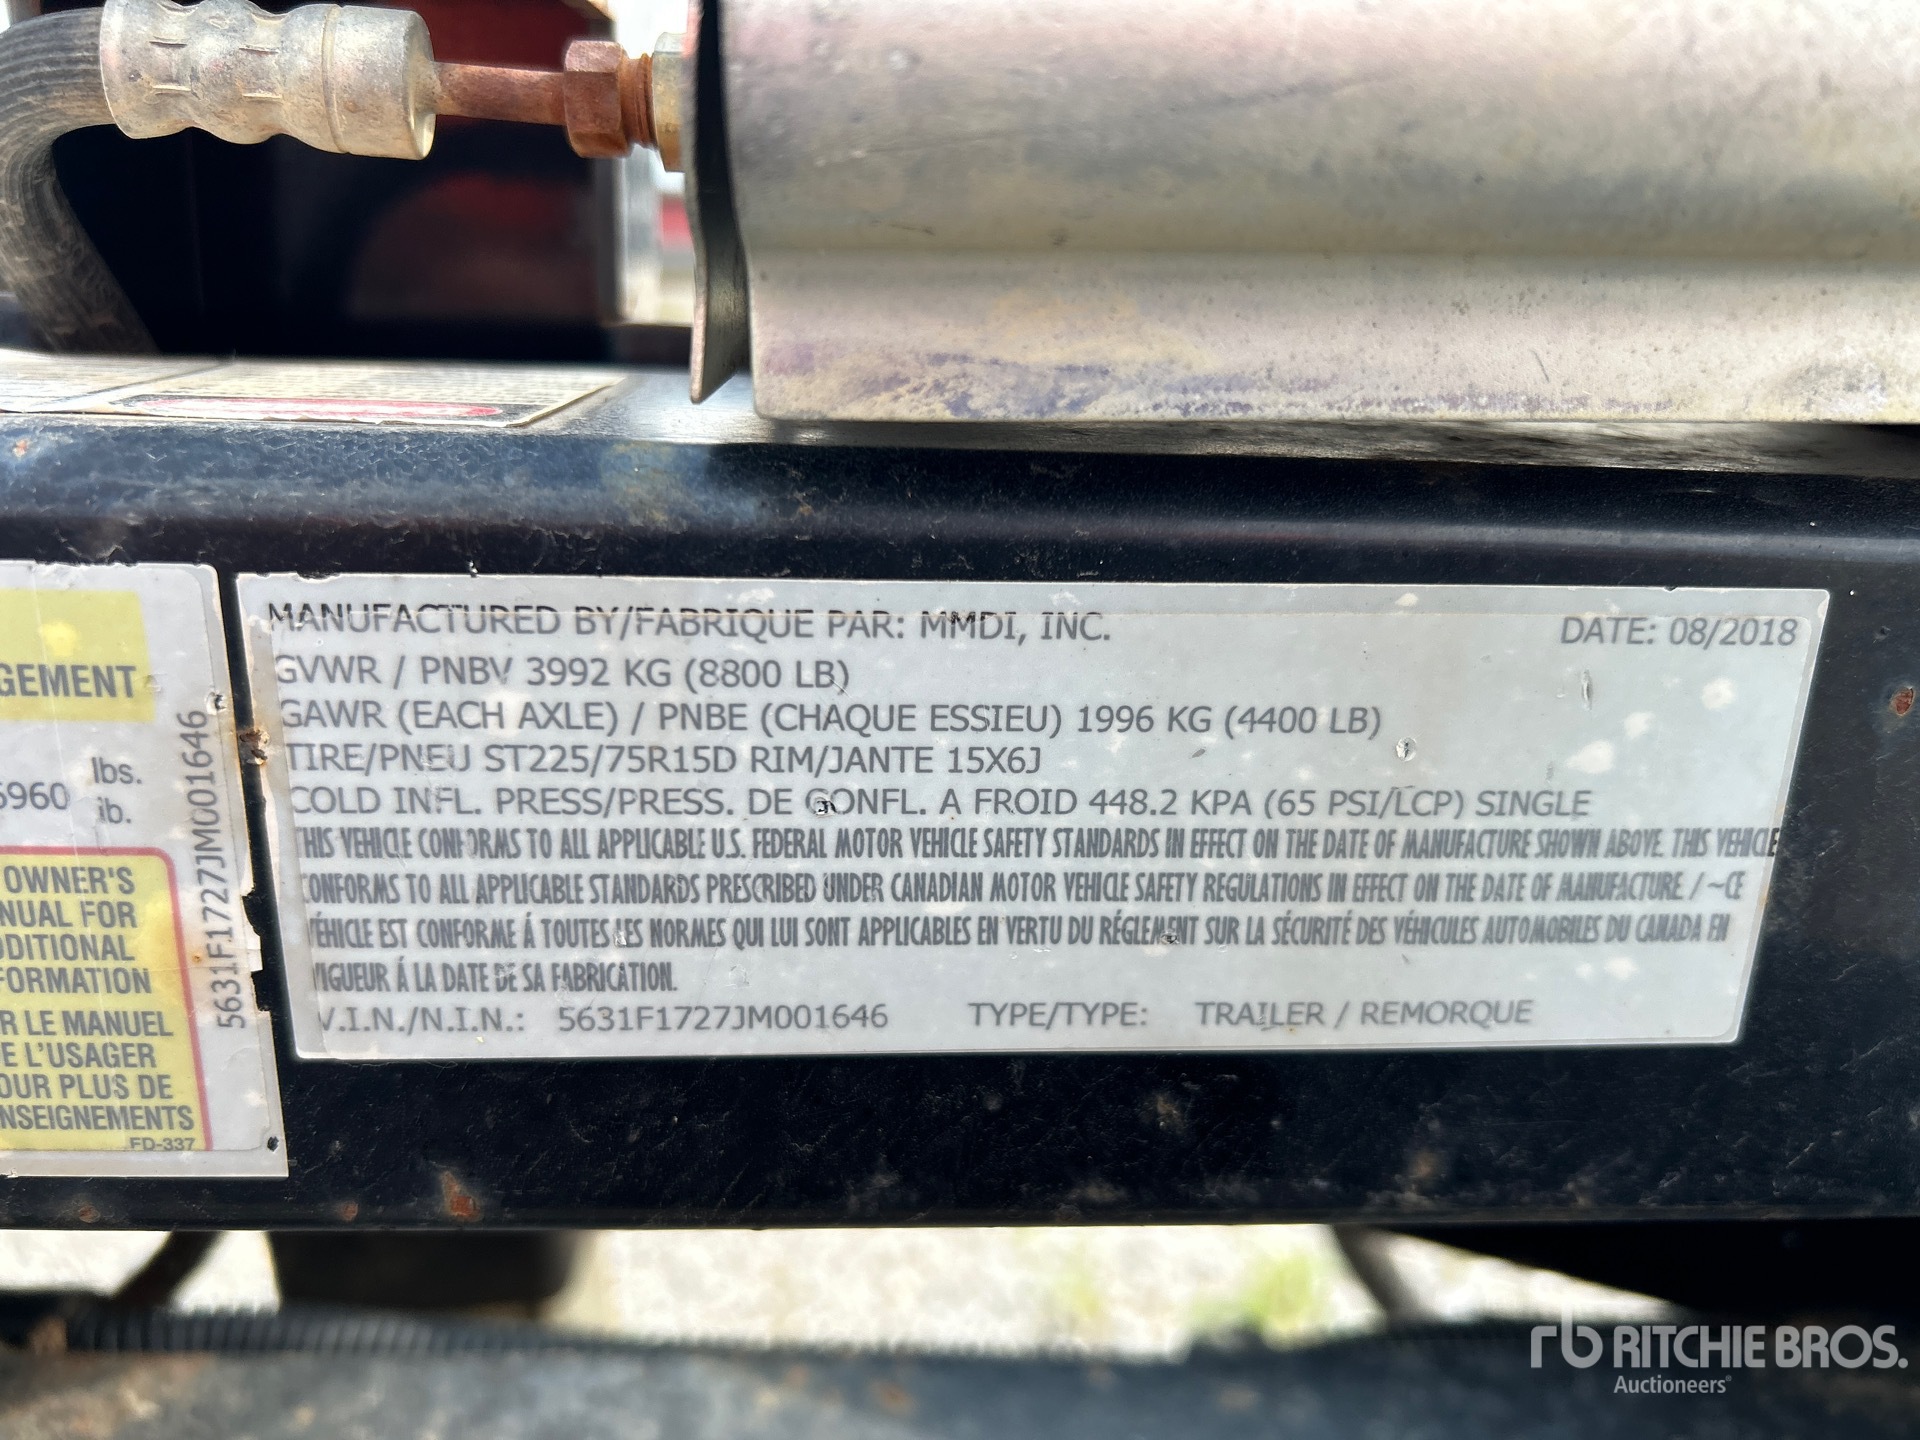 MANUFACTURED BY/FABRIQUE PAR: MMDI, INC. DATE: 08/2018
GVWR / PNBV 3992 KG (8800 LB)
GAWR (EACH AXLE) / PNBE (CHAQUE ESSIEU) 1996 KG (4400 LB)
TIRE/PNEU ST225/75R15D RIM/JANTE 15X6J
COLD INFL. PRESS/PRESS. DE GONFL. A FROID 448.2 KPA (65 PSI/LCP) SINGLE
THIS VEHICLE CONFORMS TO ALL APPLICABLE U.S. FEDERAL MOTOR VEHICLE SAFETY STANDARDS IN EFFECT ON THE DATE OF MANUFACTURE SHOWN ABOVE. THIS VEHICLE
CONFORMS TO ALL APPLICABLE STANDARDS PRESCRIBED UNDER CANADIAN MOTOR VEHICLE SAFETY REGULATIONS IN EFFECT ON THE DATE OF MANUFACTURE / ~CE
VÉHICLE EST CONFORME Á TOUTES LES NORMES QUI LUI SONT APPLICABLES EN VERTU DU RÉGLEMENT SUR LA SÉCURITÉ DES VÉHICULES AUTOMOBILES DU CANADA EN
VIGUEUR Á LA DATE DE SA FABRICATION.
V.I.N./N.I.N.: 5631F1727JM001646 TYPE/TYPE: TRAILER / REMORQUE
GEMENT
6960 lbs.
ib.
OWNER'S
NUAL FOR
DDITIONAL
FORMATION
R LE MANUEL
E L'USAGER
OUR PLUS DE
NSEIGNEMENTS
FD-337
5631F1727JM001646
rb RITCHIE BROS.
Auctioneers